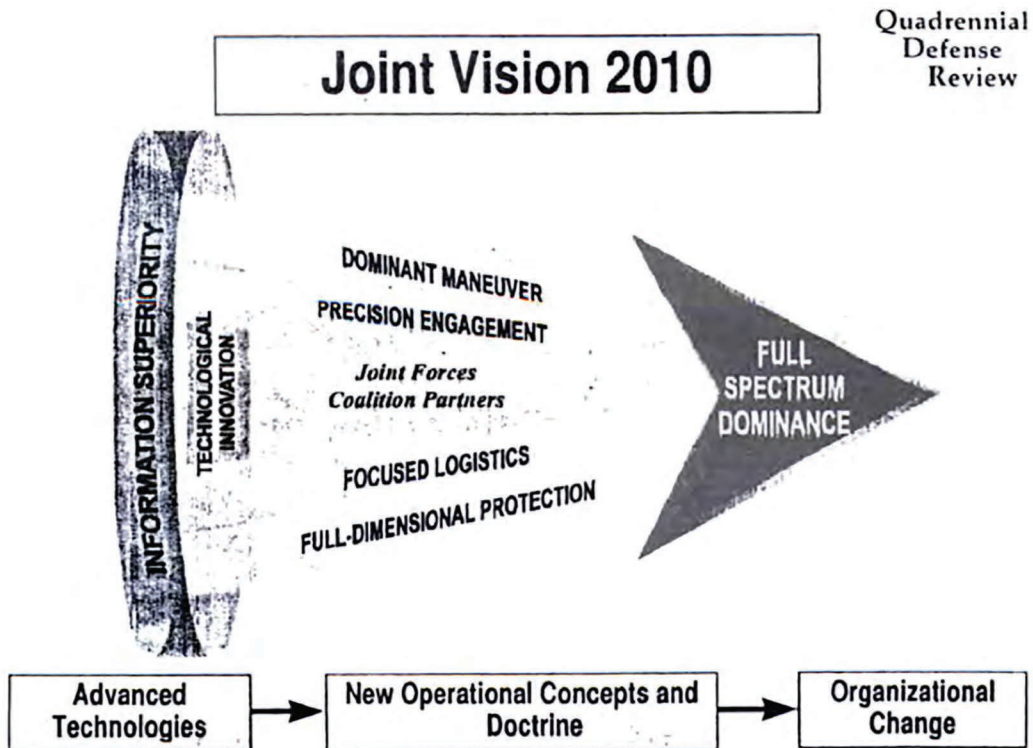 Quadrennial
Defense
Review
Joint Vision 2010
INFORMATION SUPERIORITY
TECHNOLOGICAL
INNOVATION
DOMINANT MANEUVER
PRECISION ENGAGEMENT
Joint Forces
Coalition Partners
FOCUSED LOGISTICS
FULL-DIMENSIONAL PROTECTION
FULL
SPECTRUM
DOMINANCE
Advanced
Technologies
New Operational Concepts and
Doctrine
Organizational
Change